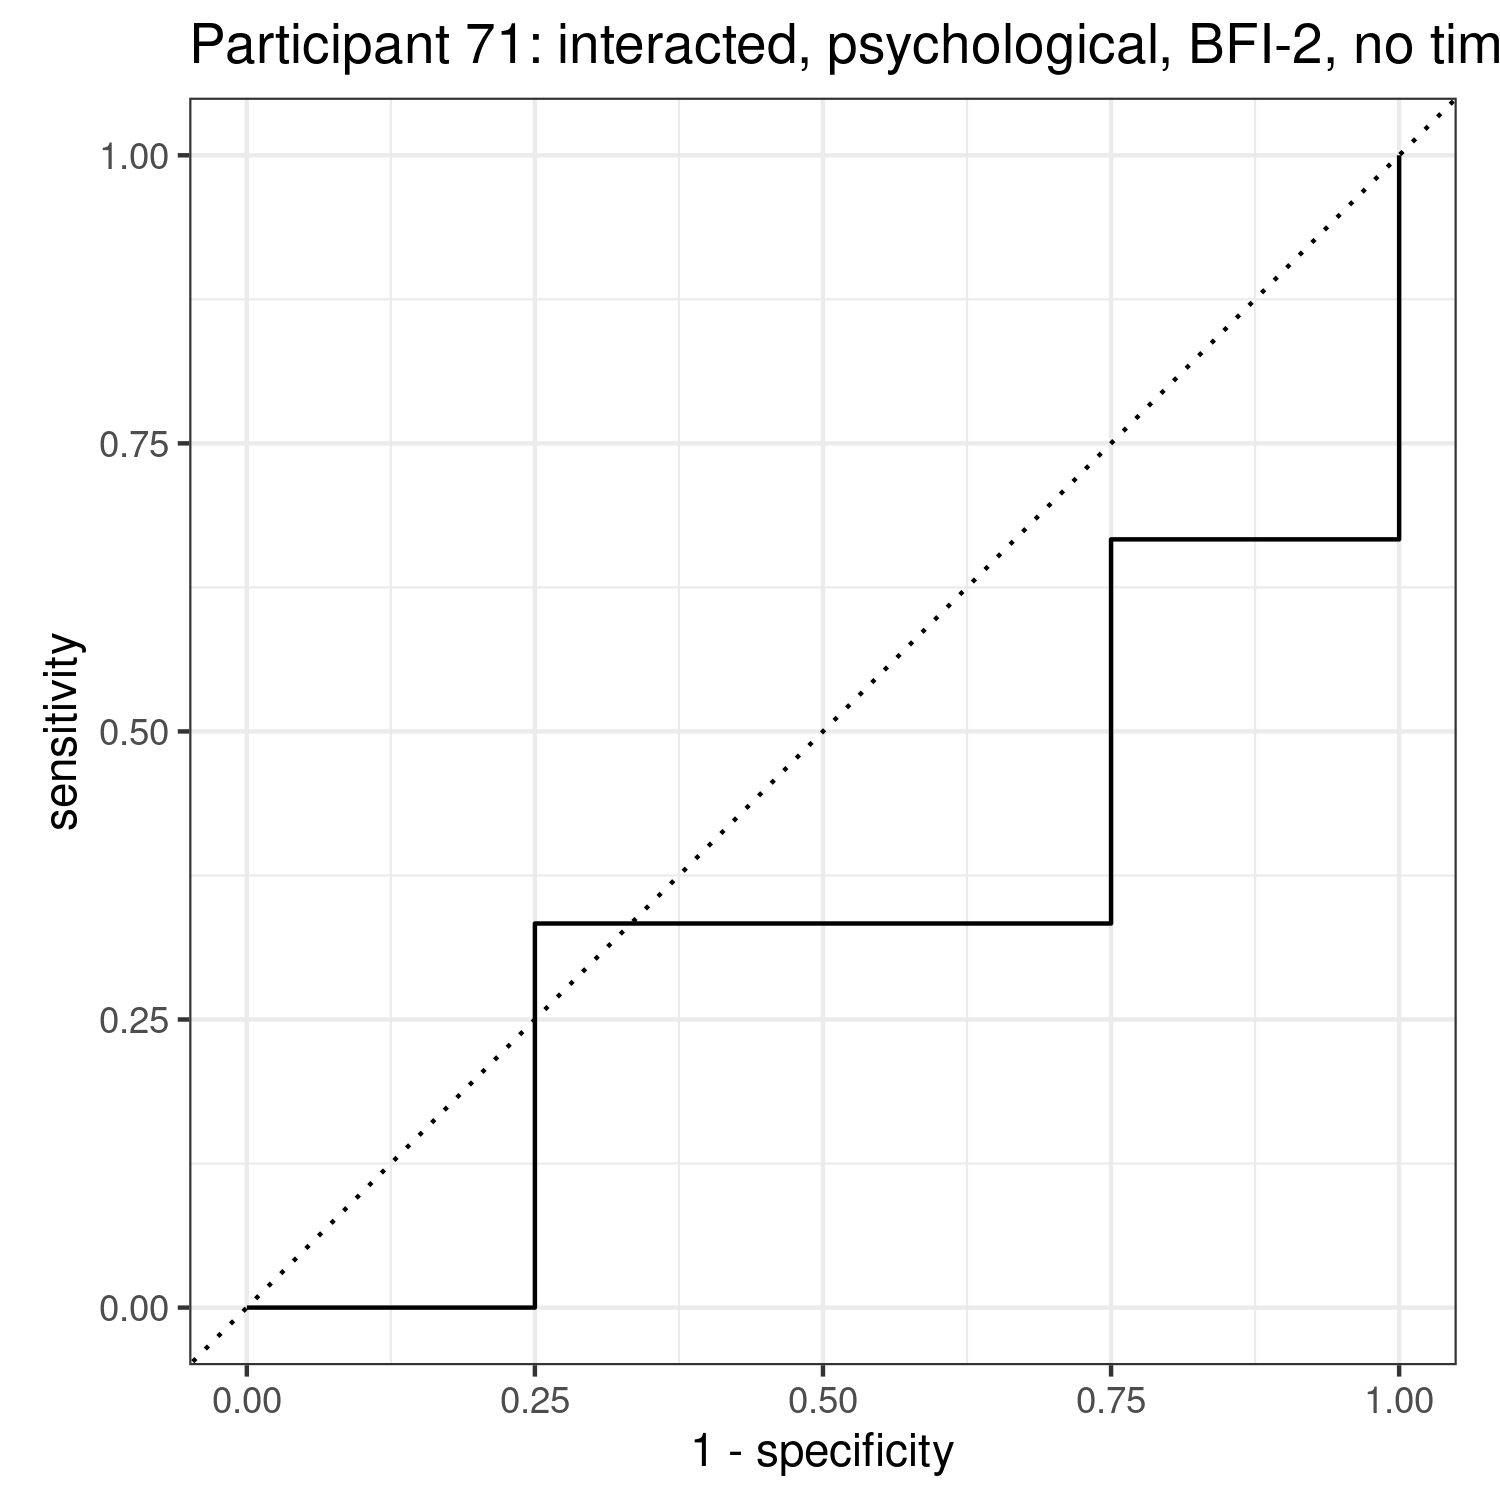 Participant 71: interacted, psychological, BFI-2, no tim
1.00
0.75
0.50
0.25
0.00
sensitivity
0.00 0.25 0.50 0.75 1.00
1 - specificity